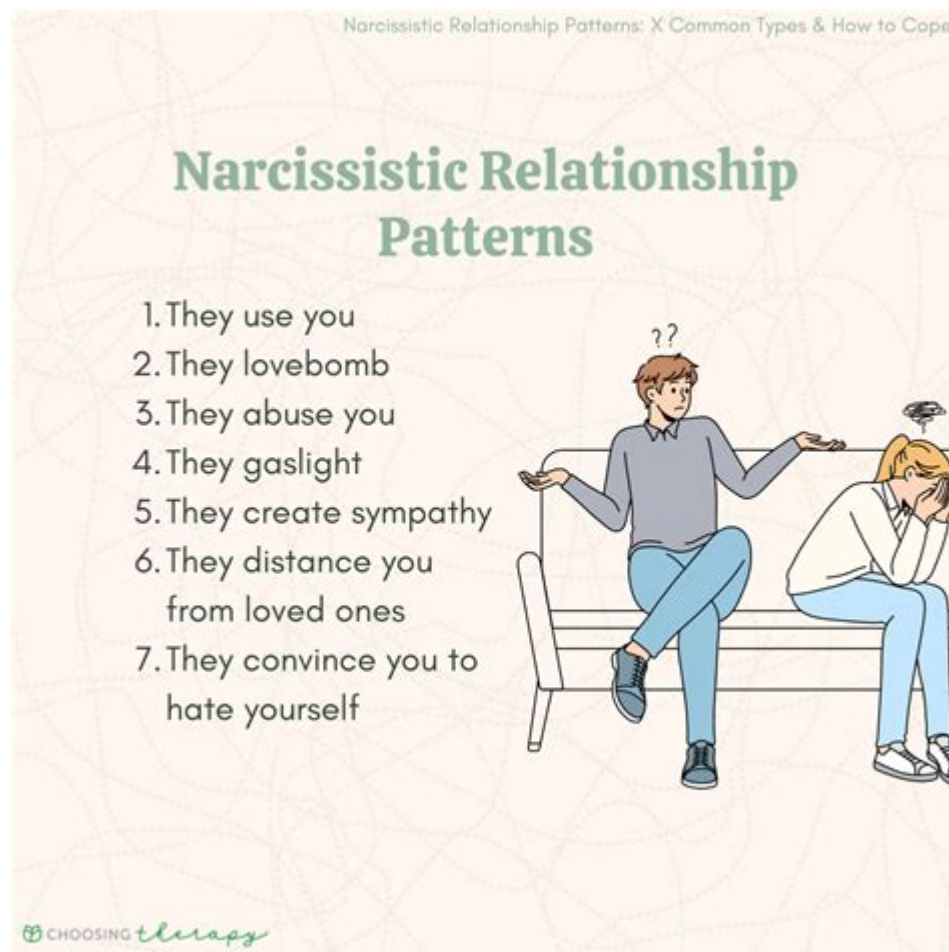 Narcissistic Relationship Patterns: X Common Types & How to Cope
Narcissistic Relationship
Patterns
1. They use you
2. They lovebomb
3. They abuse you
4. They gaslight
5. They create sympathy
6. They distance you
from loved ones
7. They convince you to
hate yourself
??
CHOOSING therapy